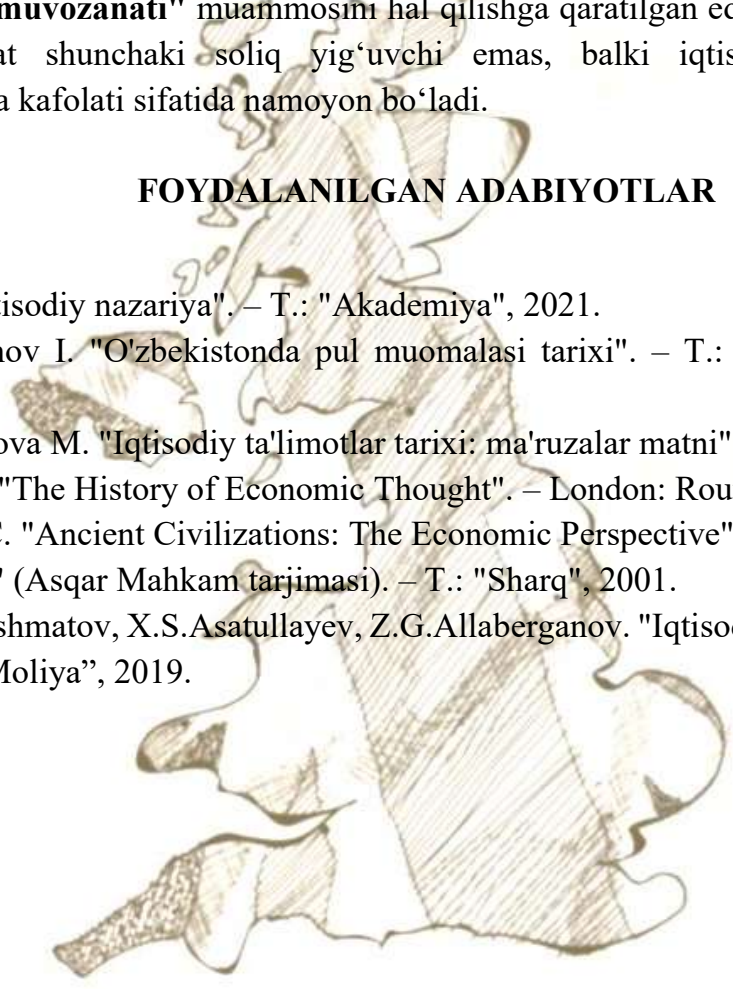 muvozanati" muammosini hal qilishga qaratilgan ed
at shunchaki soliq yig‘uvchi emas, balki iqtis
a kafolati sifatida namoyon bo‘ladi.
FOYDALANILGAN ADABIYOTLAR
tisodiy nazariya". – T.: "Akademiya", 2021.
nov I. "O'zbekistonda pul muomalasi tarixi". – T.:
ova M. "Iqtisodiy ta'limotlar tarixi: ma'ruzalar matni"
"The History of Economic Thought". – London: Rou
C. "Ancient Civilizations: The Economic Perspective"
" (Asqar Mahkam tarjimasi). – T.: "Sharq", 2001.
shmatov, X.S.Asatullayev, Z.G.Allaberganov. "Iqtiso
Moliya”, 2019.